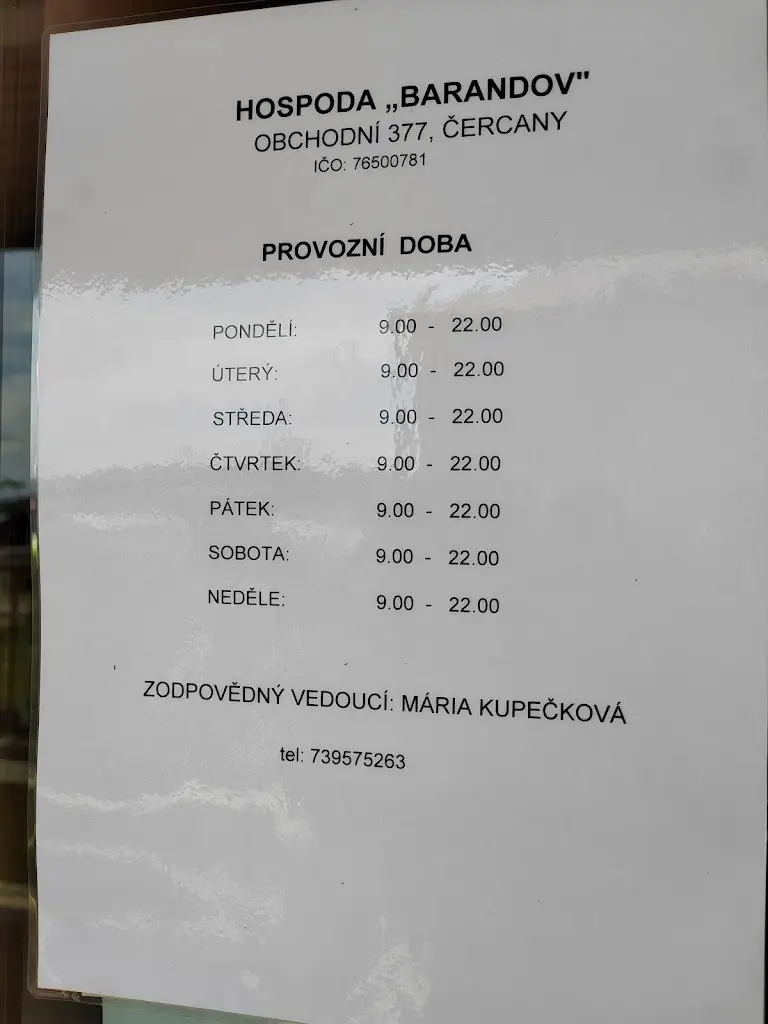 HOSPODA „BARANDOV"
OBCHODNÍ 377, ČERCANY
IČO: 76500781
PROVOZNÍ DOBA
PONDĚLÍ: 9.00 - 22.00
ÚTERÝ: 9.00 - 22.00
STŘEDA: 9.00 - 22.00
ČTVRTEK: 9.00 - 22.00
PÁTEK: 9.00 - 22.00
SOBOTA: 9.00 - 22.00
NEDĚLE: 9.00 - 22.00
ZODPOVĚDNÝ VEDOUCÍ: MÁRIA KUPEČKOVÁ
tel: 739575263